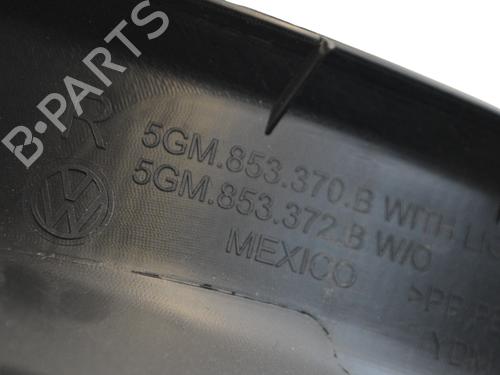 B-PARTS
R
5GM.853.370.B WITH
5GM.853.372.B W/O
MEXICO